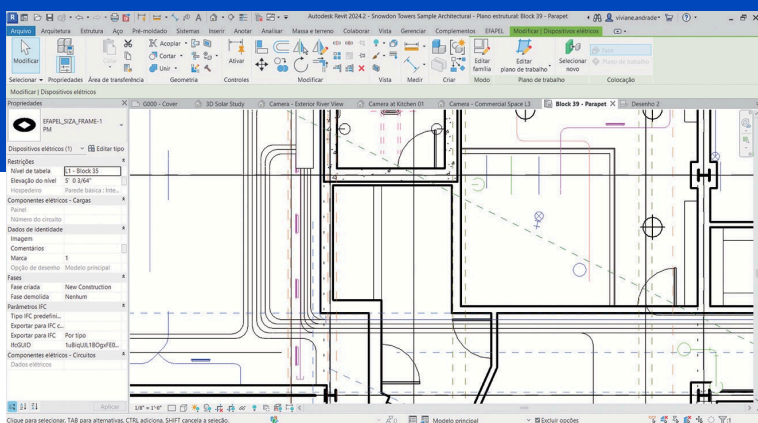 Autodesk Revit 2024.2 - Snowdon Towers Sample Architectural - Plano estrutural: Block 39 - Parapet
viviane.andrade
Arquivo Arquitetura Estrutura Aço Pré-moldado Sistemas Inserir Anotar Analisar Massa e terreno Colaborar Vista Gerenciar Complementos EFAPEL Modificar | Dispositivos elétricos
Modificar
Colar
Acoplar
Cortar
Unir
Ativar
Editar família
Editar plano de trabalho
Selecionar novo
Face
Plano de trabalho
Selecionar Propriedades Área de transferência Geometria Controles Modificar Vista Medir Criar Modo Plano de trabalho Colocação
Modificar | Dispositivos elétricos
Propriedades
G000 - Cover 3D Solar Study Camera - Exterior River View Camera at Kitchen 01 Camera - Commercial Space L3 Block 39 - Parapet Desenho 2
EFAPEL_SIZA_FRAME-1
PM
Dispositivos elétricos (1) Editar tipo
Restrições
Nível de tabela L1 - Block 35
Elevação do nível 5' 0 3/64"
Hospedeiro Parede básica : Inte...
Componentes elétricos - Cargas
Painel
Número do circuito
Dados de identidade
Imagem
Comentários
Marca 1
Opção de desenho Modelo principal
Fases
Fase criada New Construction
Fase demolida Nenhum
Parâmetros IFC
Tipo IFC predefini...
Exportar para IFC c...
Exportar para IFC Por tipo
IfcGUID
Componentes elétricos - Circuitos
Dados elétricos
Aplicar
1/8" = 1'-0"
Clique para selecionar, TAB para alternativas, CTRL adiciona, SHIFT cancela a seleção.
:0
Modelo principal
Excluir opções
:1